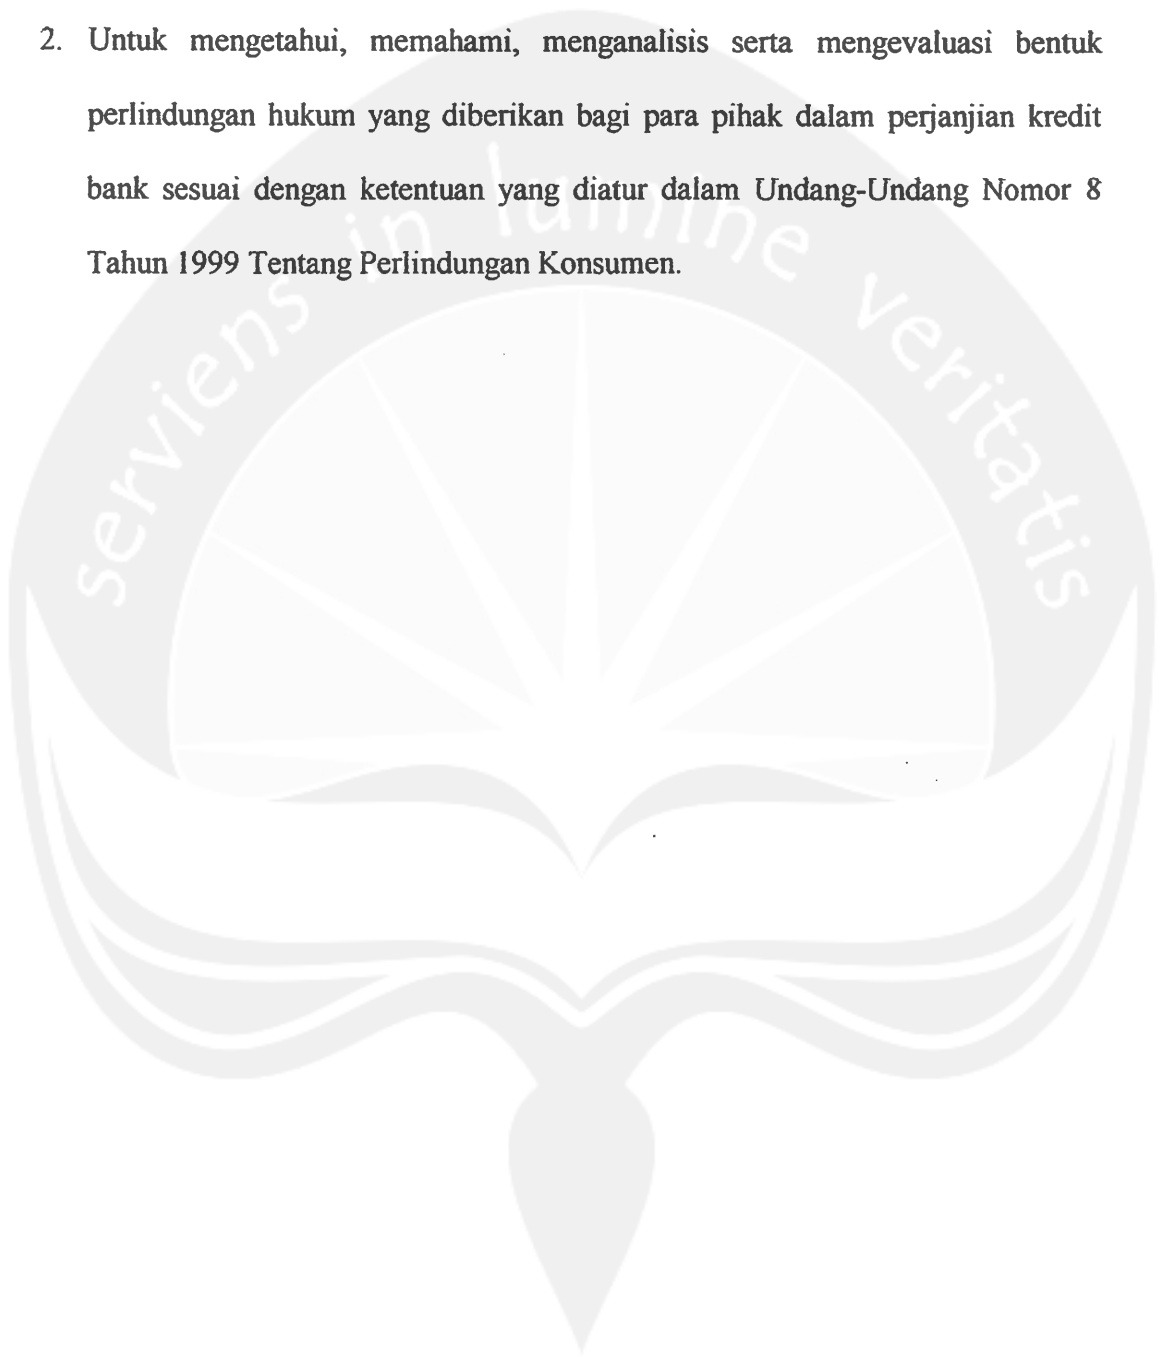 2. Untuk mengetahui, memahami, menganalisis serta mengevaluasi bentuk
perlindungan hukum yang diberikan bagi para pihak dalam perjanjian kredit
bank sesuai dengan ketentuan yang diatur dalam Undang-Undang Nomor 8
Tahun 1999 Tentang Perlindungan Konsumen.
serviens in lumine veritatis